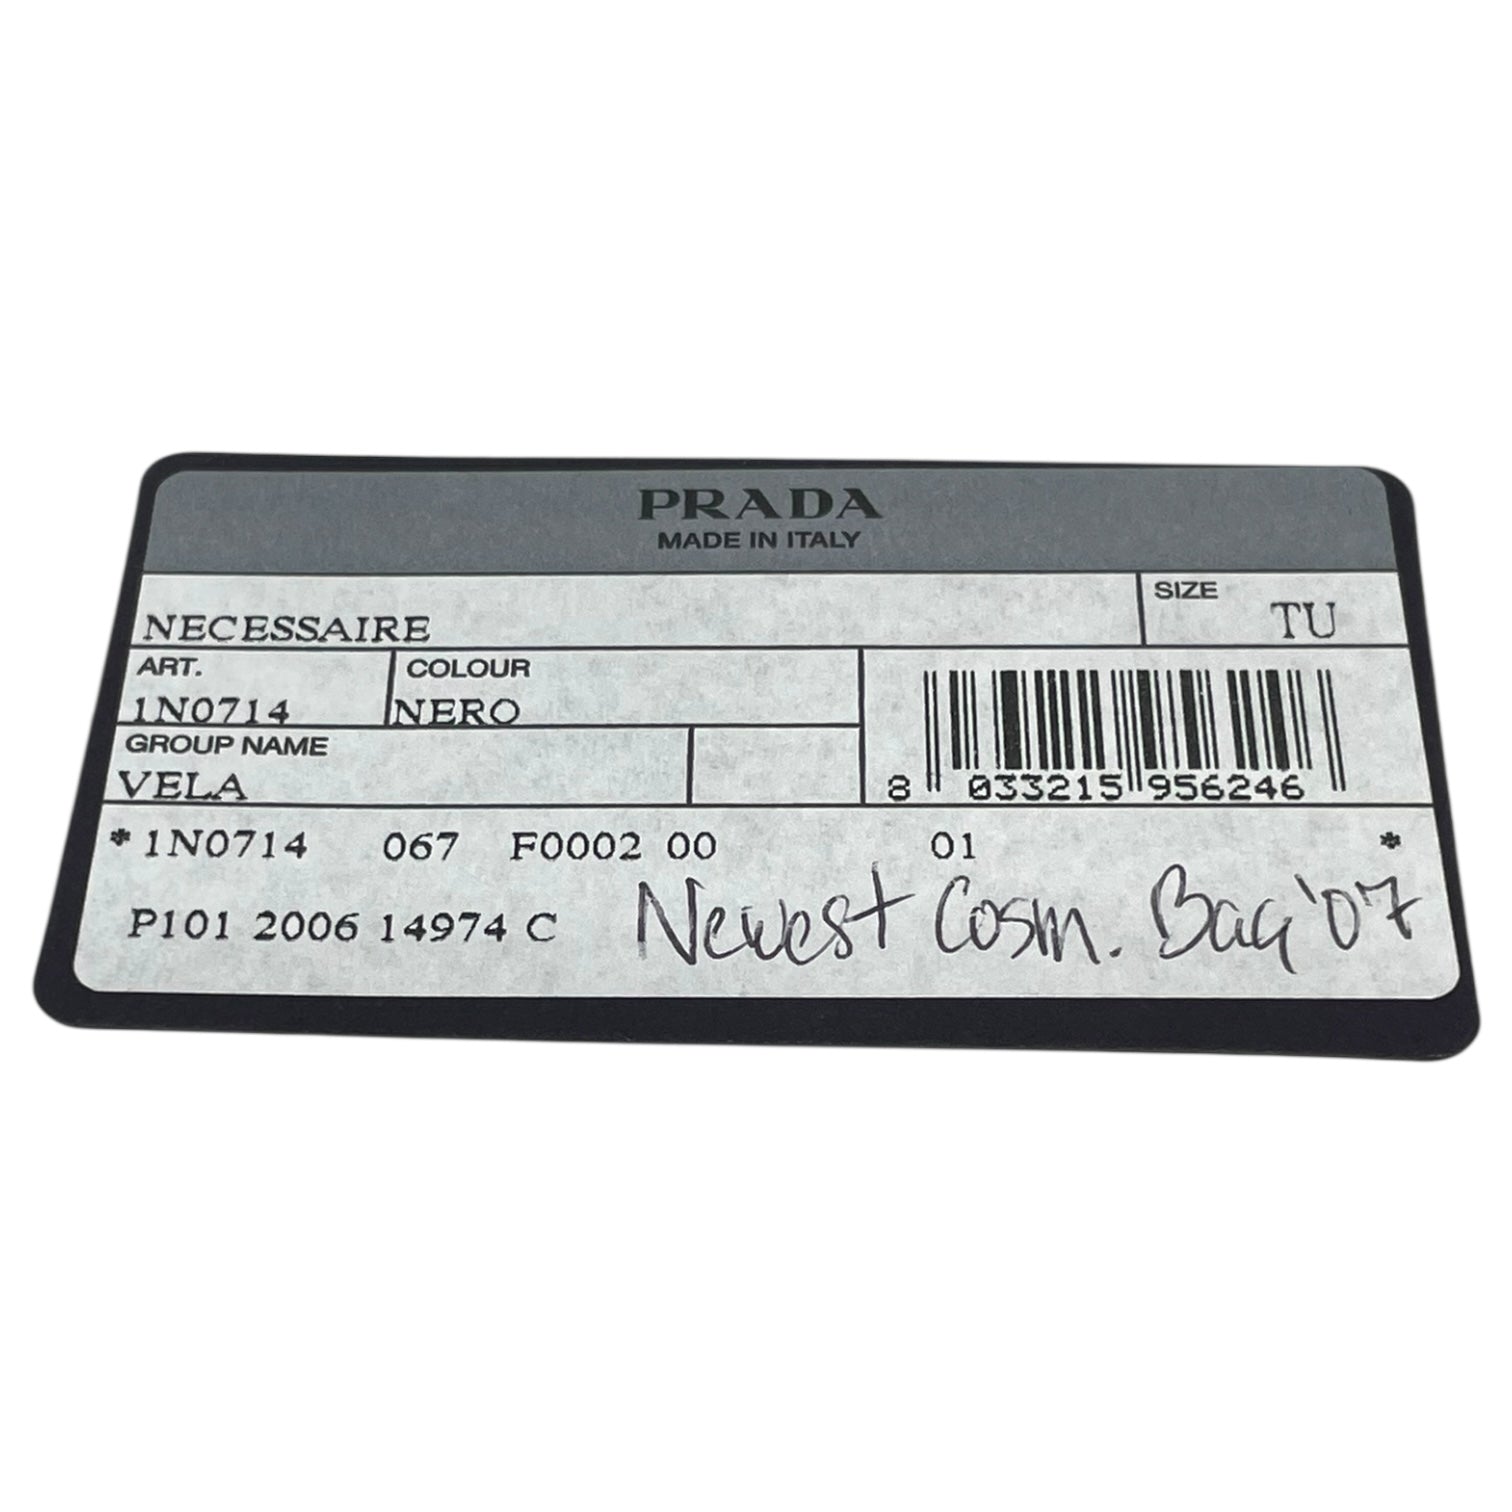 PRADA
MADE IN ITALY
NECESSAIRE
SIZE
TU
ART.
1N0714
COLOUR
NERO
GROUP NAME
VELA
8 033215 956246
*1N0714 067 F0002 00 01 *
P101 2006 14974 C
Newest Cosm. Bag '07